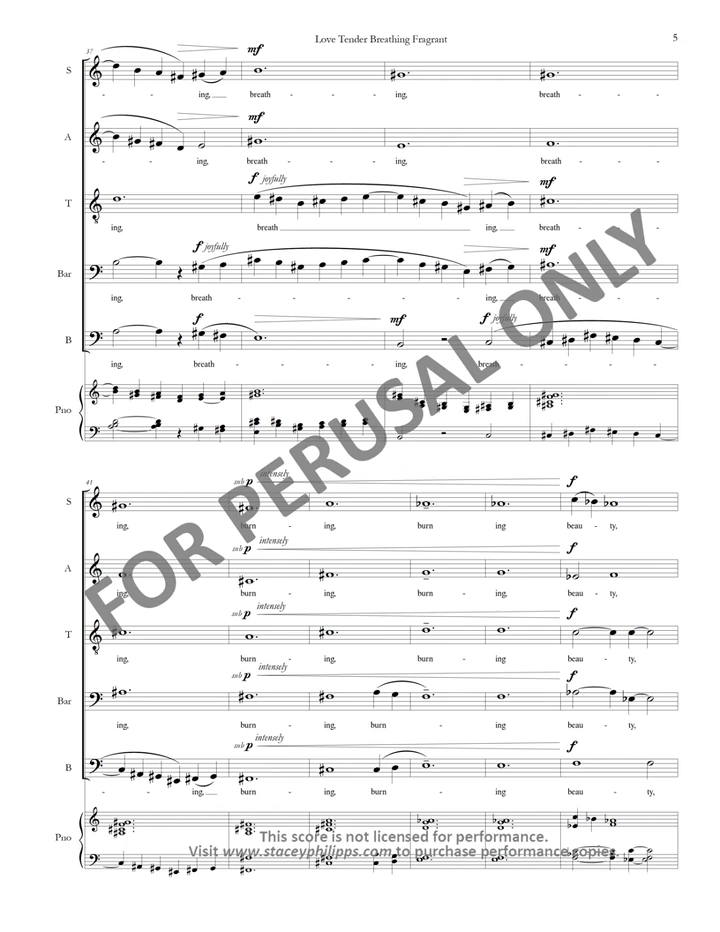 Love Tender Breathing Fragrant
5
37
mf
S
- - - ing, breath - - - ing, breath - -
mf
A
- - - ing, breath - - - ing, breath - -
f joyfully
mf
T
ing, breath - - ing, breath - -
f joyfully
mf
Bar
ing, breath - - - - - - ing, breath - -
f
mf
f joyfully
B
ing, breath - - - ing, breath - - - -
Pno
FOR PERUSAL ONLY
41
sub p intensely
f
S
ing, burn - ing, burn - ing beau - ty,
sub p intensely
f
A
ing, burn - ing, burn - ing beau - ty,
sub p intensely
f
T
ing, burn - ing, burn - ing beau - ty,
sub p intensely
f
Bar
ing, burn - ing, burn - - ing beau - ty,
sub p intensely
f
B
- - - ing, burn - ing, burn - - ing beau - ty,
Pno
This score is not licensed for performance.
Visit www.staceyphilipps.com to purchase performance copies.